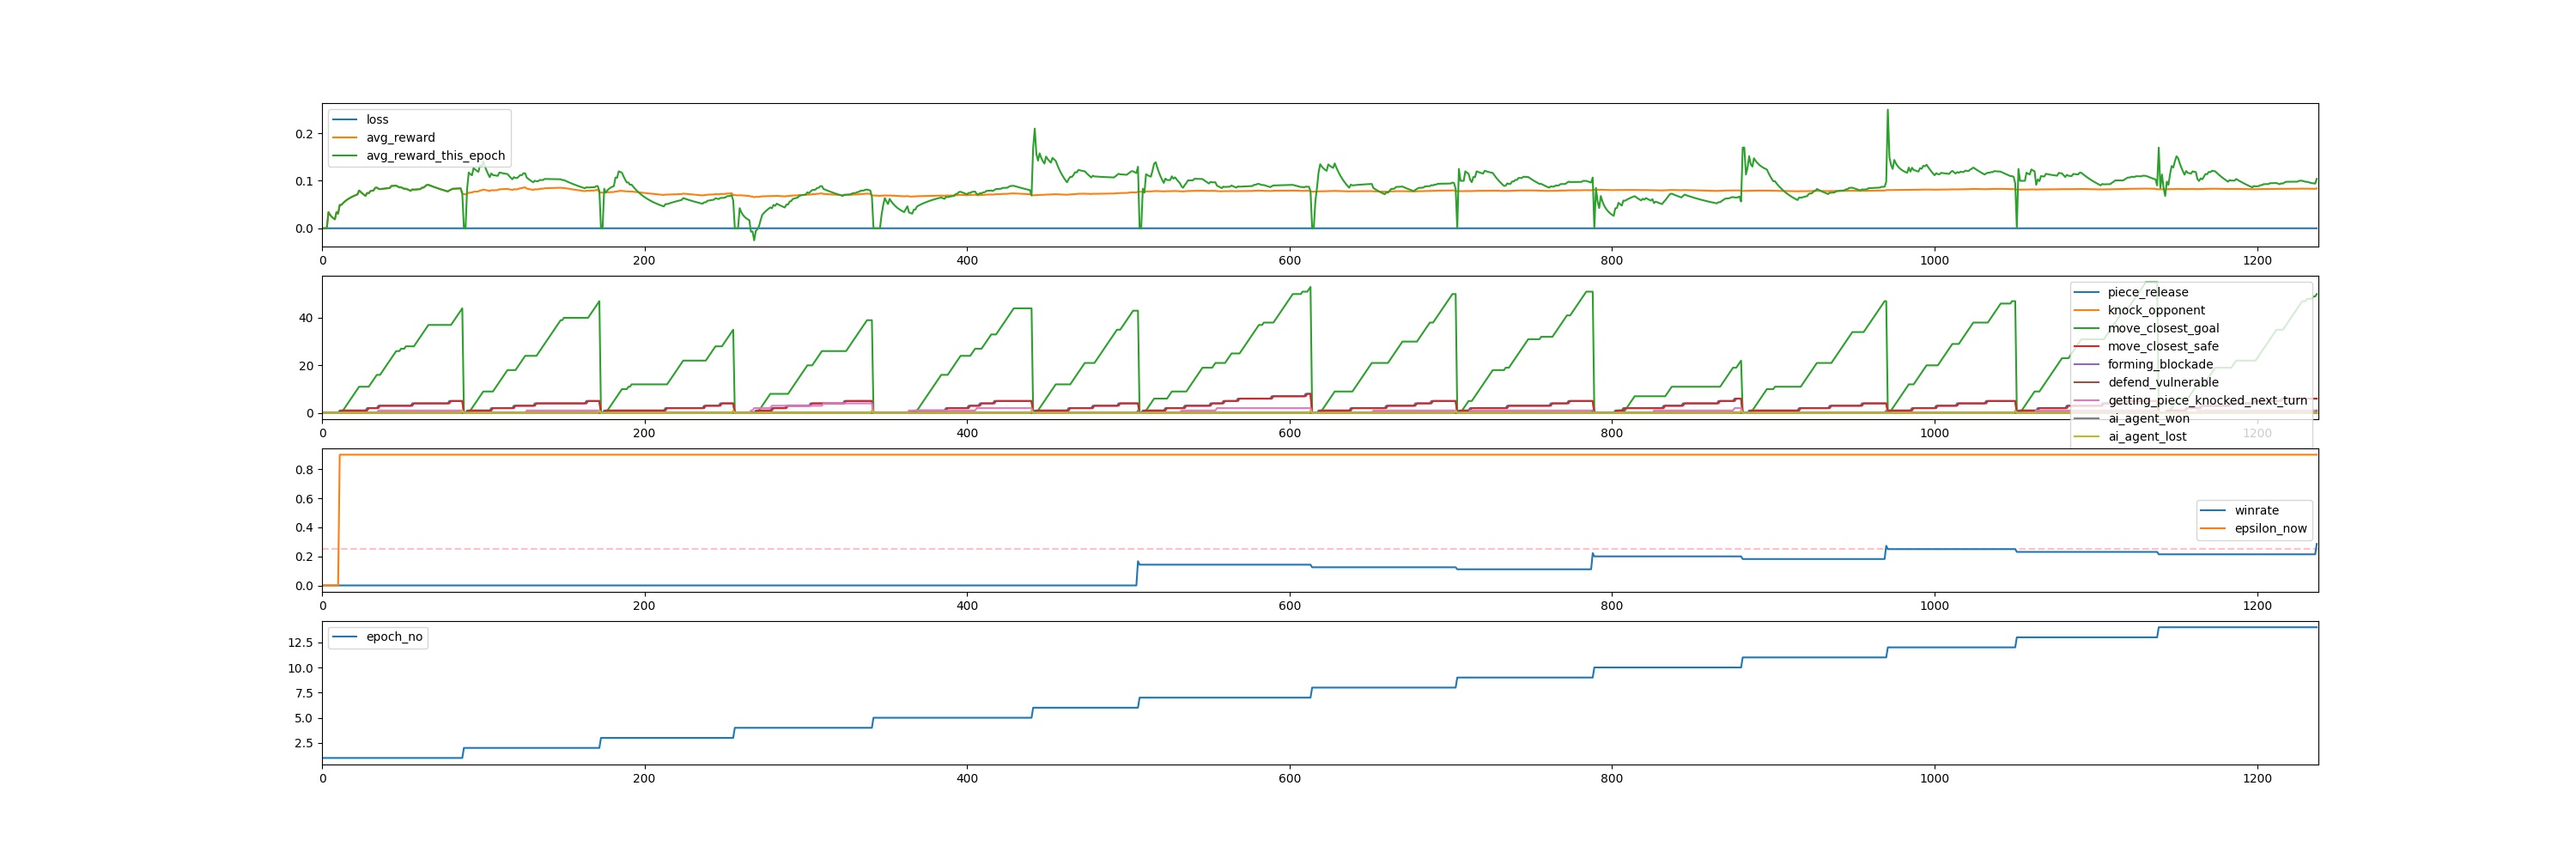 loss
avg_reward
avg_reward_this_epoch
0.2
0.1
0.0
0 200 400 600 800 1000 1200
piece_release
knock_opponent
move_closest_goal
move_closest_safe
forming_blockade
defend_vulnerable
getting_piece_knocked_next_turn
ai_agent_won
ai_agent_lost
40
20
0
0 200 400 600 800 1000 1200
winrate
epsilon_now
0.8
0.6
0.4
0.2
0.0
0 200 400 600 800 1000 1200
epoch_no
12.5
10.0
7.5
5.0
2.5
0 200 400 600 800 1000 1200